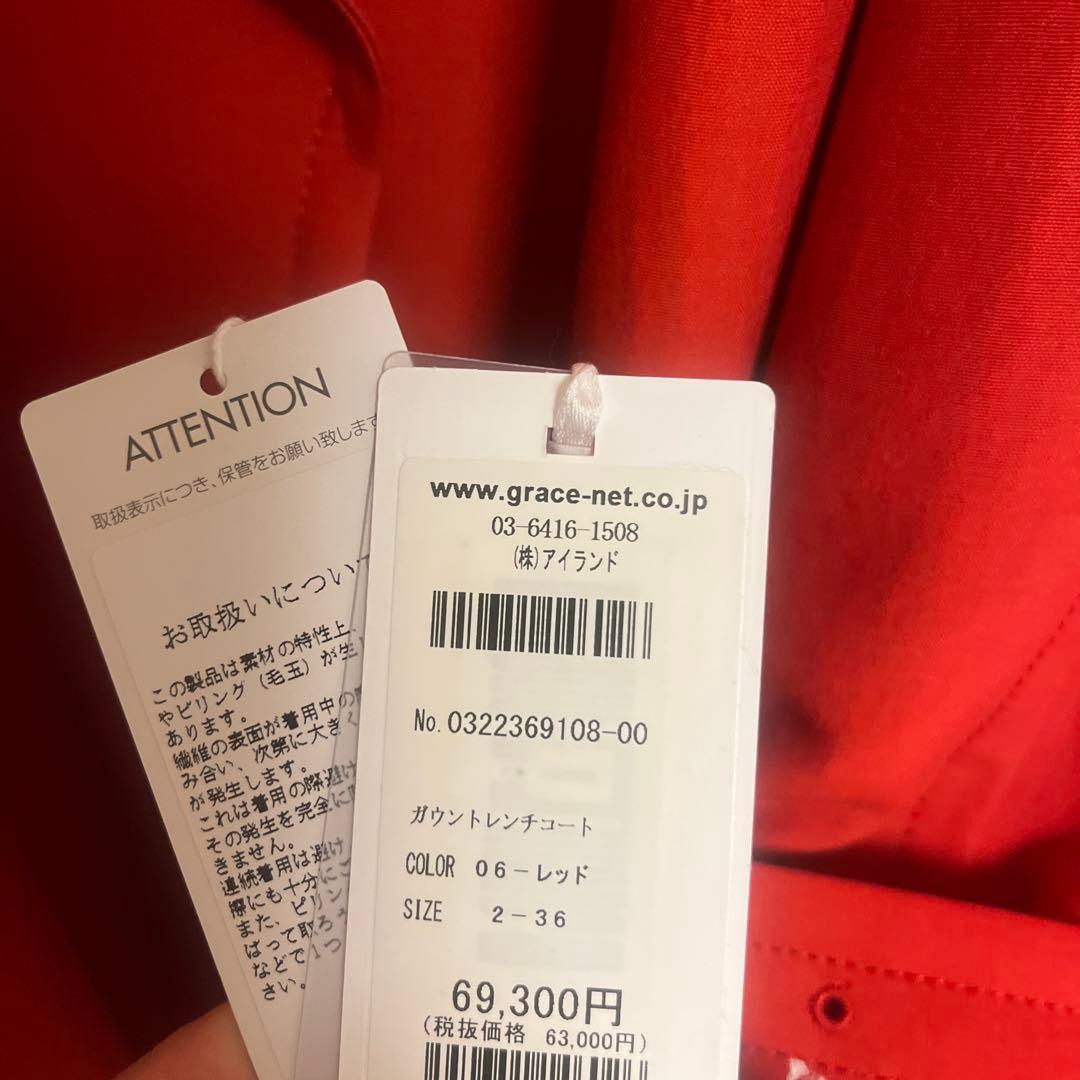 ATTENTION
取扱表示につき、保管をお願い致します
お取扱いについて
この製品は素材の特性上、
やピリング（毛玉）が生
あります。
繊維の表面が着用中の
み合い、次第に大き
が発生します。
これは着用の際避け
その発生を完全に
きません。
連続着用は避け
際にも十分にご
また、ピリン
ばって取ろ
などで1つ
さい。
www.grace-net.co.jp
03-6416-1508
(株)アイランド
No.0322369108-00
ガウントレンチコート
COLOR 06-レッド
SIZE 2-36
69,300円
(税抜価格 63,000円)